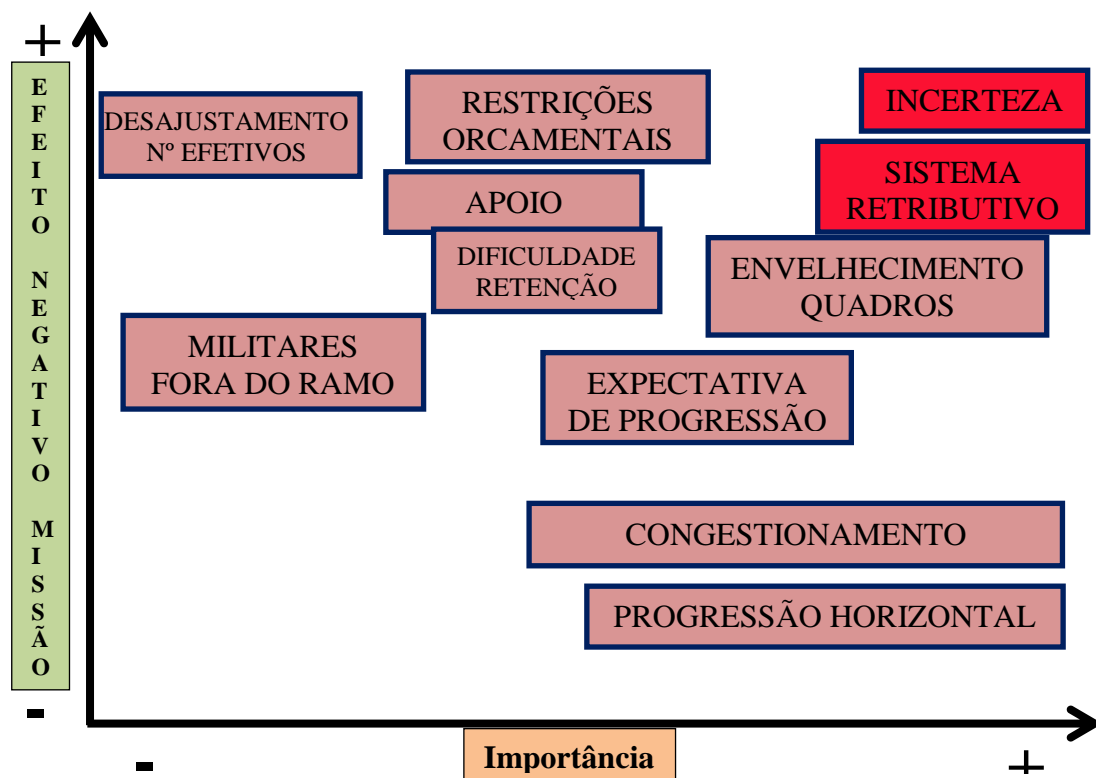 +
EFEITO NEGATIVO MISSÃO
-
DESAJUSTAMENTO
Nº EFETIVOS
RESTRIÇÕES
ORCAMENTAIS
INCERTEZA
SISTEMA
RETRIBUTIVO
APOIO
DIFICULDADE
RETENÇÃO
ENVELHECIMENTO
QUADROS
MILITARES
FORA DO RAMO
EXPECTATIVA
DE PROGRESSÃO
CONGESTIONAMENTO
PROGRESSÃO HORIZONTAL
-
Importância
+